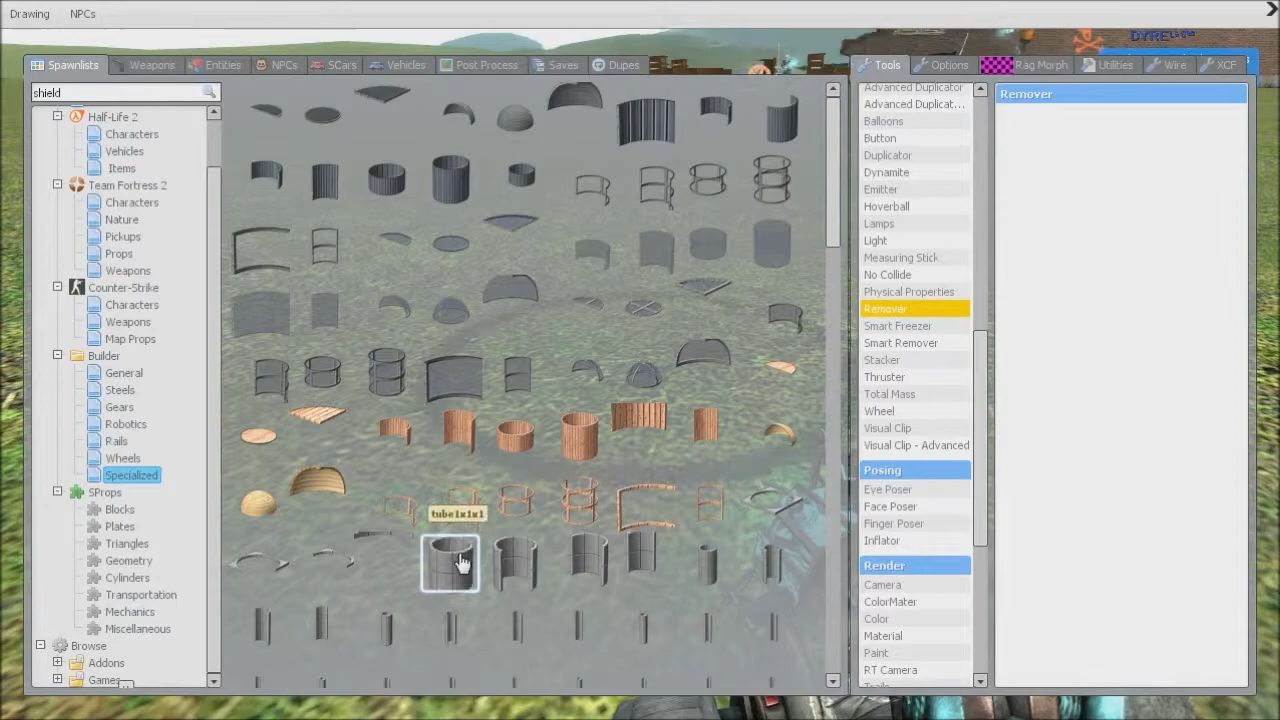 Drawing NPCs
DYRE
Spawnlists Weapons Entities NPCs SCars Vehicles Post Process Saves Dupes
Tools Options Rag Morph Utilities Wire XCF
shield
Half-Life 2
Characters
Vehicles
Items
Team Fortress 2
Characters
Nature
Pickups
Props
Weapons
Counter-Strike
Characters
Weapons
Map Props
Builder
General
Steels
Gears
Robotics
Rails
Wheels
Specialized
SProps
Blocks
Plates
Triangles
Geometry
Cylinders
Transportation
Mechanics
Miscellaneous
Browse
Addons
Games
tube1x1x1
Advanced Duplicator
Advanced Duplicat...
Balloons
Button
Duplicator
Dynamite
Emitter
Hoverball
Lamps
Light
Measuring Stick
No Collide
Physical Properties
Remover
Smart Freezer
Smart Remover
Stacker
Thruster
Total Mass
Wheel
Visual Clip
Visual Clip - Advanced
Posing
Eye Poser
Face Poser
Finger Poser
Inflator
Render
Camera
ColorMater
Color
Material
Paint
RT Camera
Trails
Remover